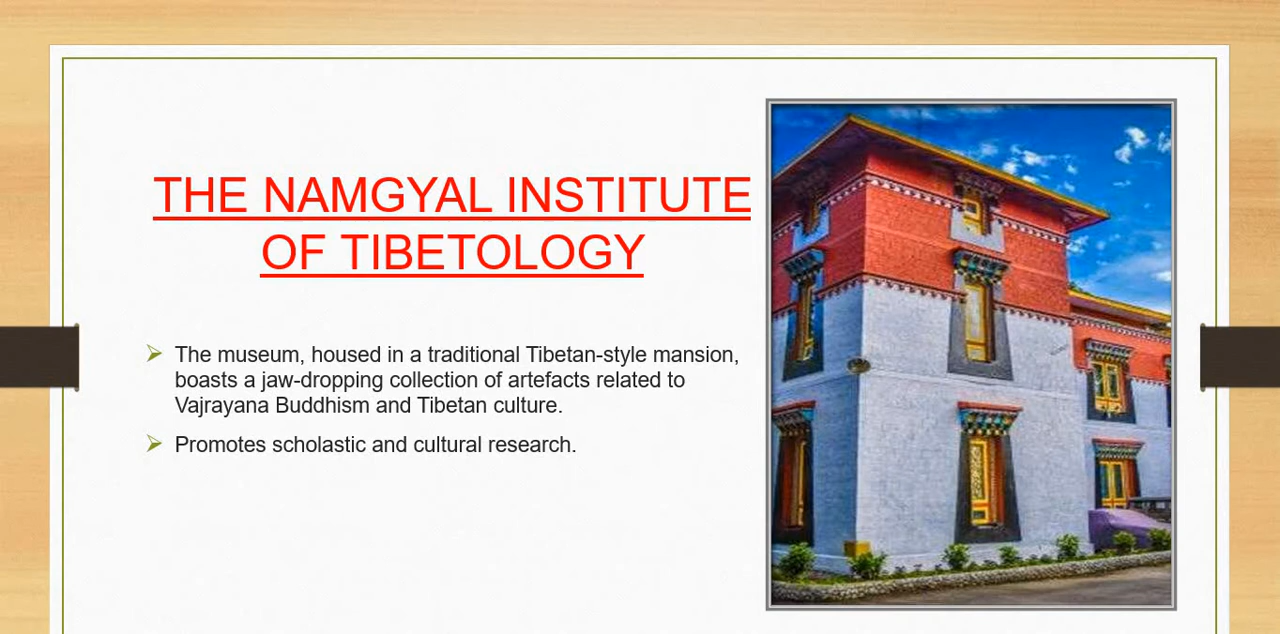 THE NAMGYAL INSTITUTE
OF TIBETOLOGY
The museum, housed in a traditional Tibetan-style mansion,
boasts a jaw-dropping collection of artefacts related to
Vajrayana Buddhism and Tibetan culture.
Promotes scholastic and cultural research.